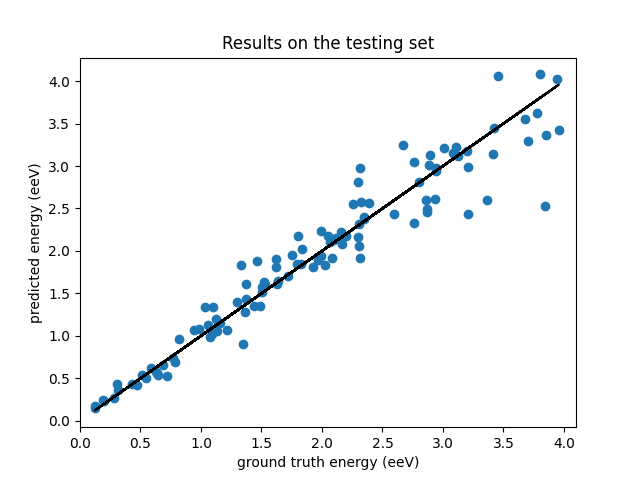 Results on the testing set
4.0
3.5
3.0
2.5
2.0
1.5
1.0
0.5
0.0
predicted energy (eeV)
0.0 0.5 1.0 1.5 2.0 2.5 3.0 3.5 4.0
ground truth energy (eeV)